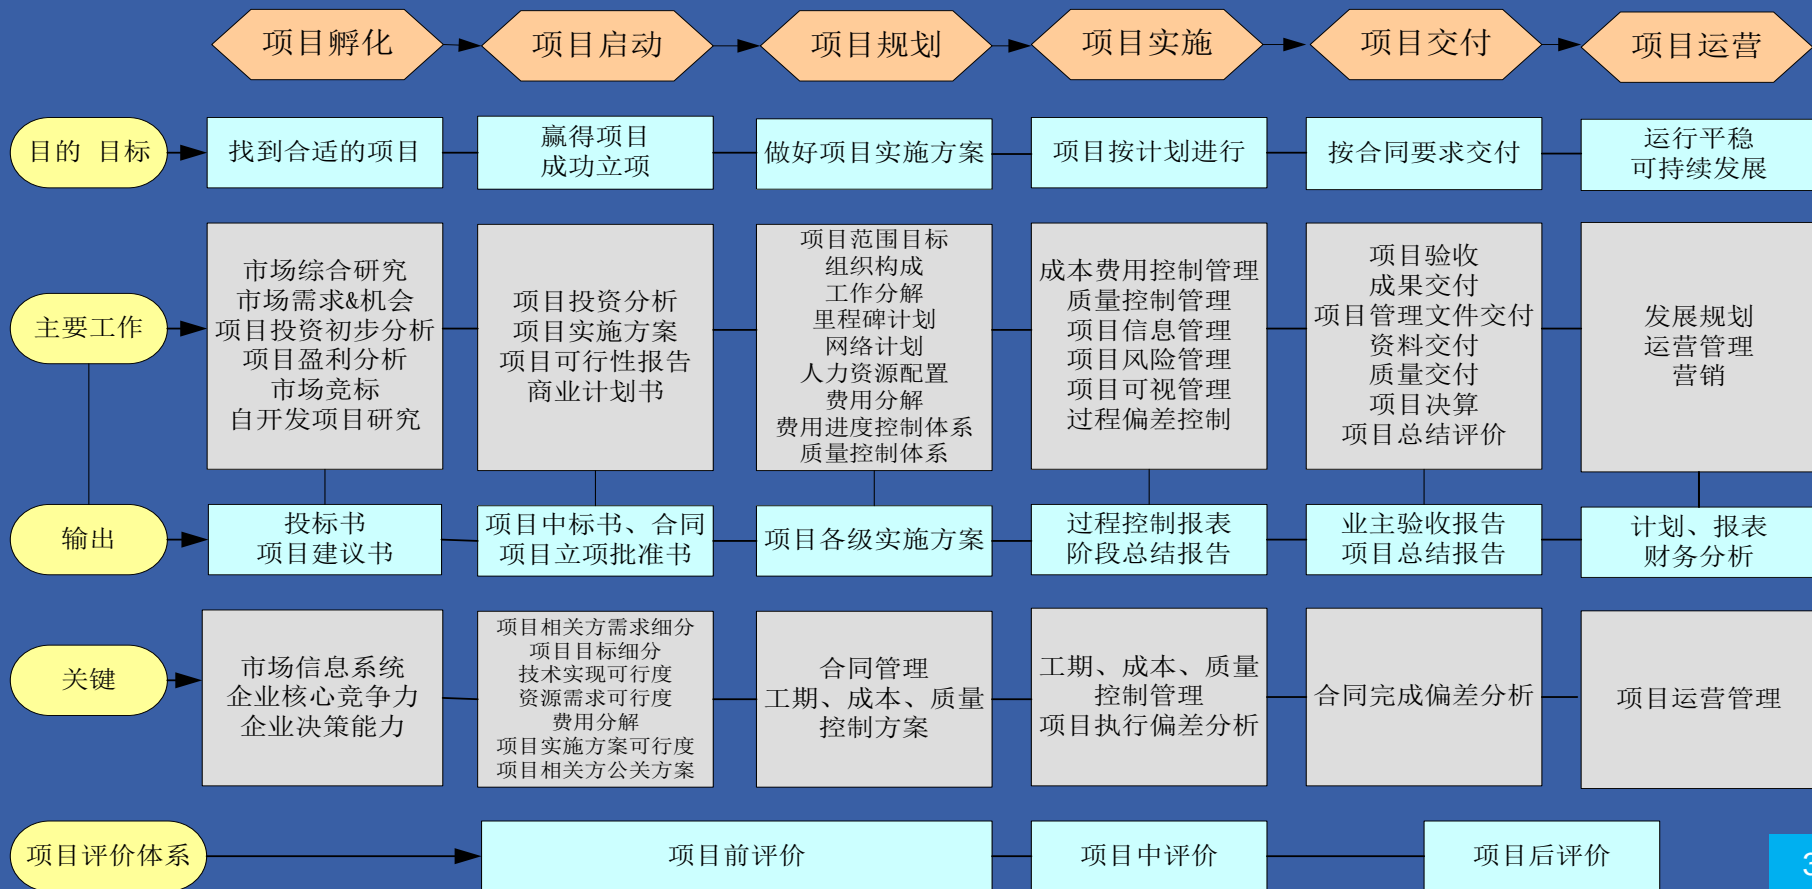 项目孵化
项目启动
项目规划
项目实施
项目交付
项目运营
目的 目标
找到合适的项目
赢得项目
成功立项
做好项目实施方案
项目按计划进行
按合同要求交付
运行平稳
可持续发展
主要工作
市场综合研究
市场需求&机会
项目投资初步分析
项目盈利分析
市场竞标
自开发项目研究
项目投资分析
项目实施方案
项目可行性报告
商业计划书
项目范围目标
组织构成
工作分解
里程碑计划
网络计划
人力资源配置
费用分解
费用进度控制体系
质量控制体系
成本费用控制管理
质量控制管理
项目信息管理
项目风险管理
项目可视管理
过程偏差控制
项目验收
成果交付
项目管理文件交付
资料交付
质量交付
项目决算
项目总结评价
发展规划
运营管理
营销
输出
投标书
项目建议书
项目中标书、合同
项目立项批准书
项目各级实施方案
过程控制报表
阶段总结报告
业主验收报告
项目总结报告
计划、报表
财务分析
关键
市场信息系统
企业核心竞争力
企业决策能力
项目相关方需求细分
项目目标细分
技术实现可行度
资源需求可行度
费用分解
项目实施方案可行度
项目相关方公关方案
合同管理
工期、成本、质量
控制方案
工期、成本、质量
控制管理
项目执行偏差分析
合同完成偏差分析
项目运营管理
项目评价体系
项目前评价
项目中评价
项目后评价